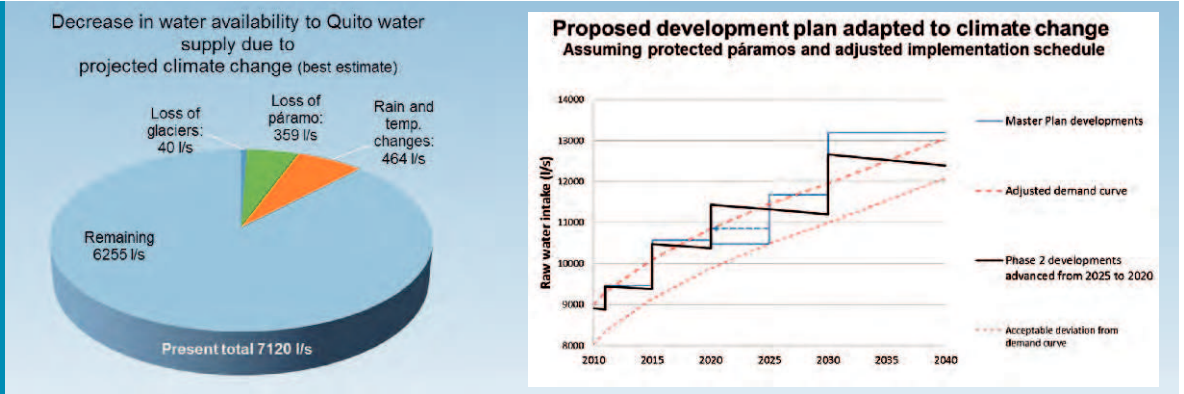 Decrease in water availability to Quito water
supply due to
projected climate change (best estimate)
Loss of
glaciers:
40 l/s
Loss of
páramo:
359 l/s
Rain and
temp.
changes:
464 l/s
Remaining
6255 l/s
Present total 7120 l/s
Proposed development plan adapted to climate change
Assuming protected páramos and adjusted implementation schedule
Raw water intake (l/s)
14000
13000
12000
11000
10000
9000
8000
2010
2015
2020
2025
2030
2035
2040
Master Plan developments
Adjusted demand curve
Phase 2 developments
advanced from 2025 to 2020
Acceptable deviation from
demand curve